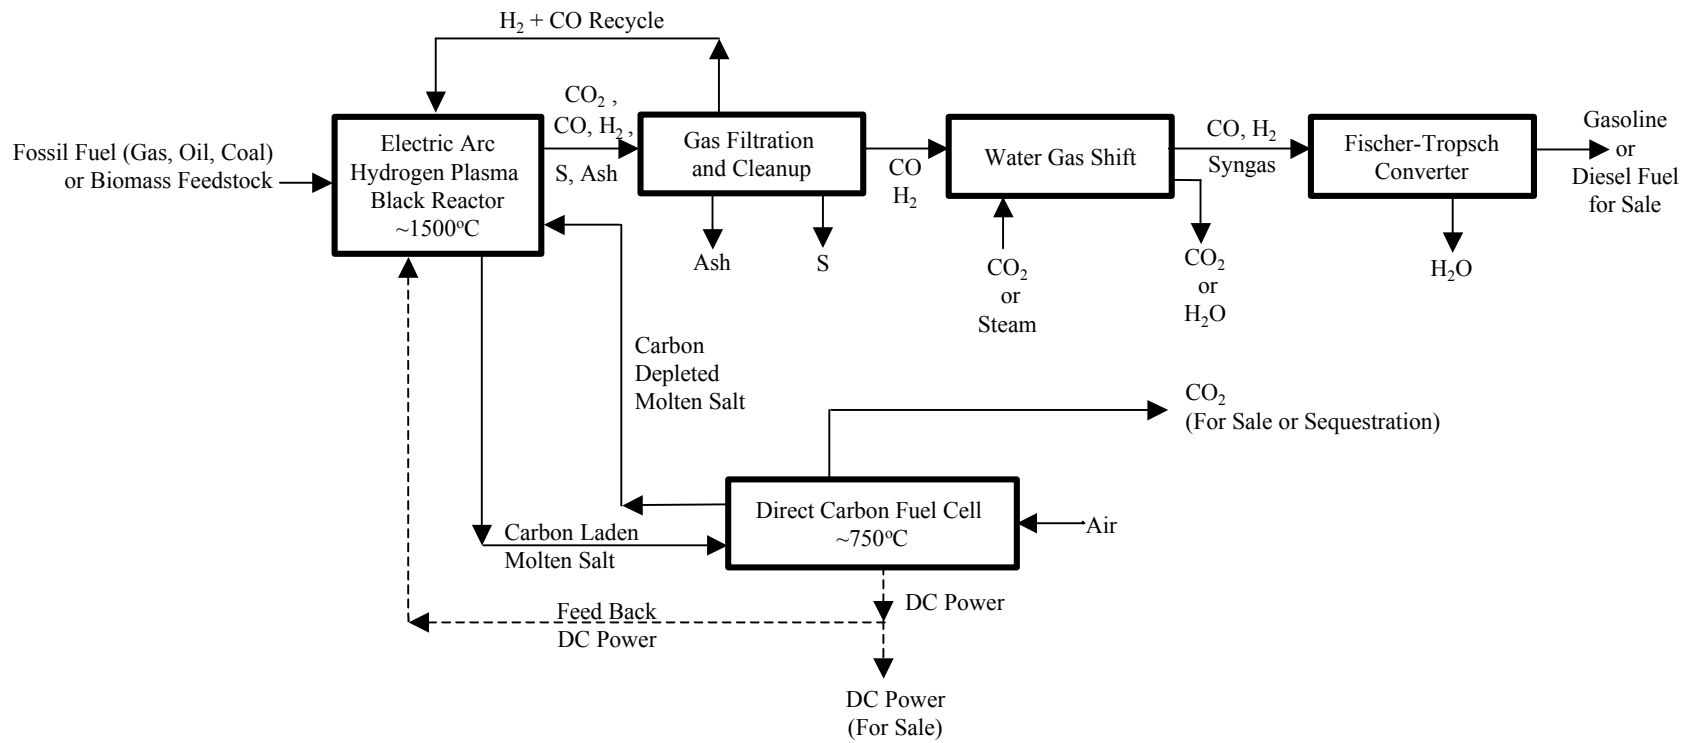 H₂ + CO Recycle
CO₂ ,
CO, H₂ ,
S, Ash
Fossil Fuel (Gas, Oil, Coal)
or Biomass Feedstock
Electric Arc
Hydrogen Plasma
Black Reactor
~1500°C
Gas Filtration
and Cleanup
Ash
S
CO
H₂
Water Gas Shift
CO₂
or
Steam
CO, H₂
Syngas
CO₂
or
H₂O
Fischer-Tropsch
Converter
H₂O
Gasoline
or
Diesel Fuel
for Sale
Carbon
Depleted
Molten Salt
CO₂
(For Sale or Sequestration)
Direct Carbon Fuel Cell
~750°C
Air
Carbon Laden
Molten Salt
DC Power
Feed Back
DC Power
DC Power
(For Sale)